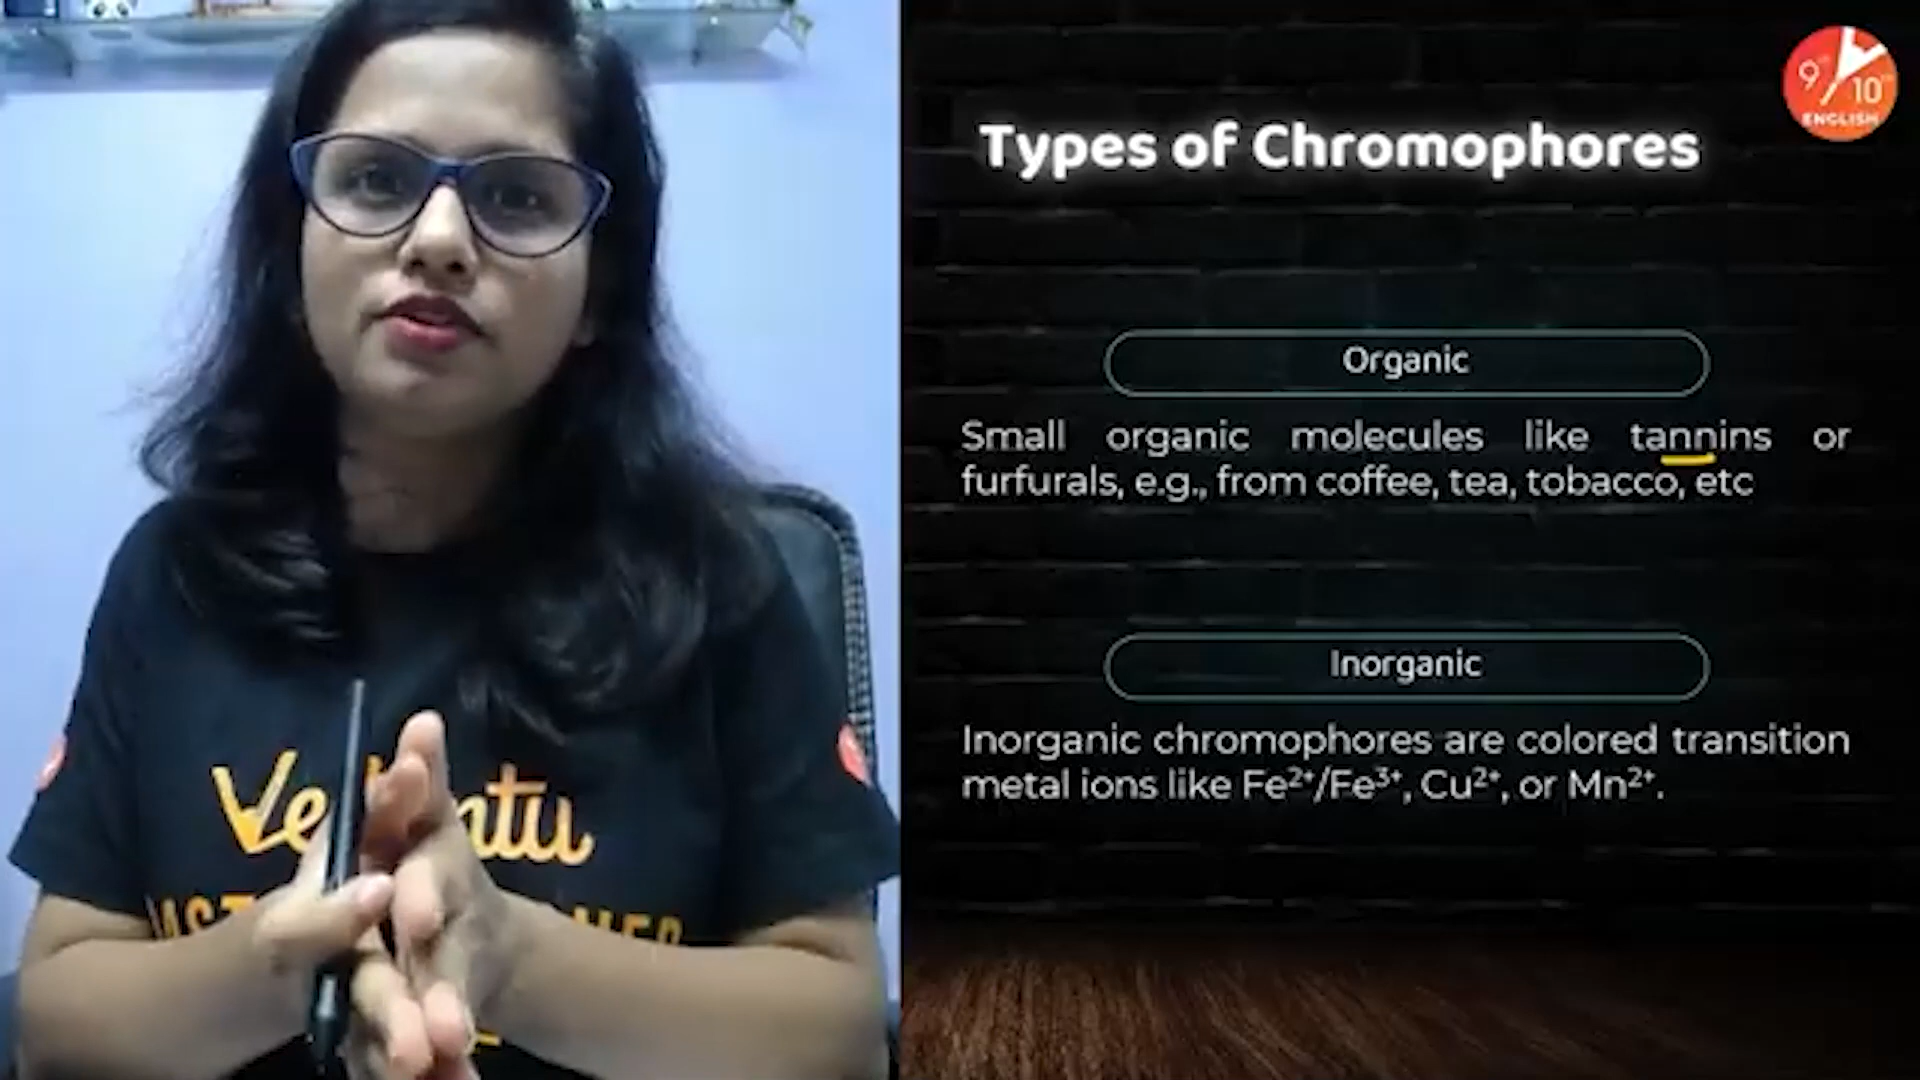 9th 10th
ENGLISH
Types of Chromophores
Organic
Small organic molecules like tannins or
furfurals, e.g., from coffee, tea, tobacco, etc
Inorganic
Inorganic chromophores are colored transition
metal ions like Fe²⁺/Fe³⁺, Cu²⁺, or Mn²⁺.